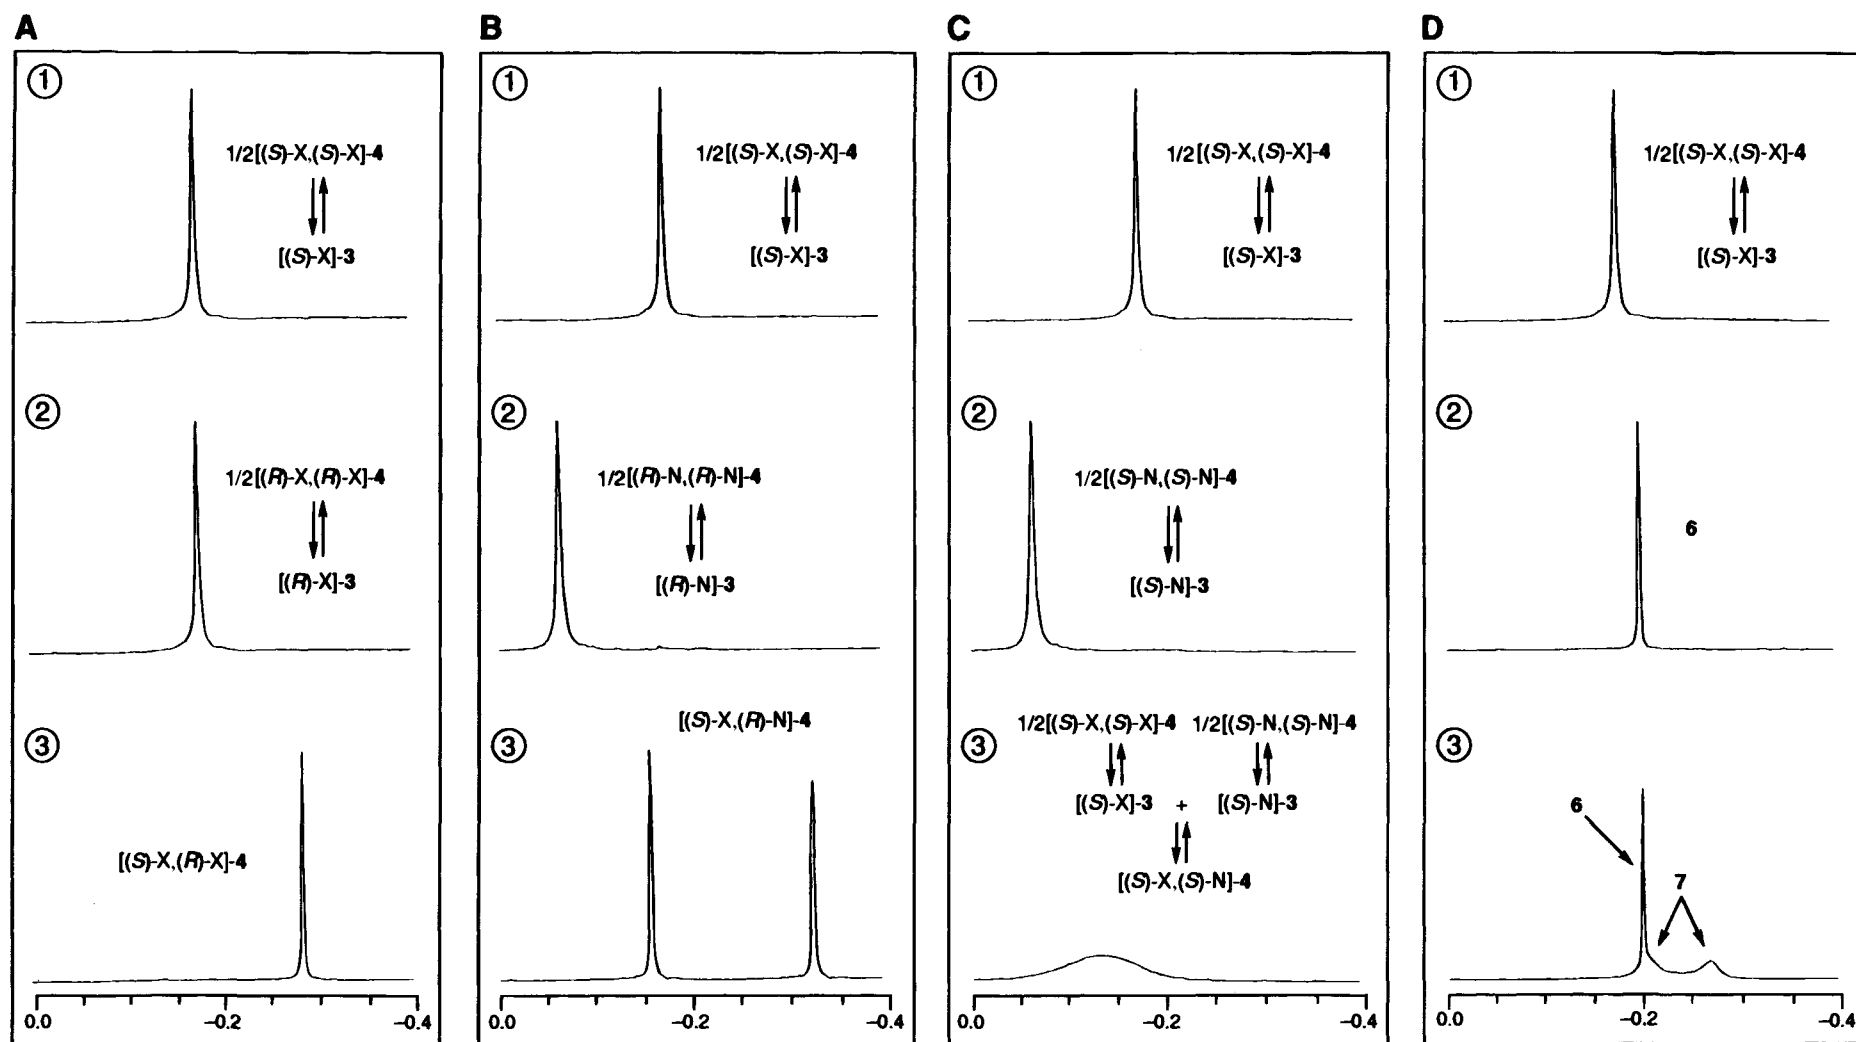 A
①
1/2[(S)-X,(S)-X]-4
[(S)-X]-3
②
1/2[(R)-X,(R)-X]-4
[(R)-X]-3
③
[(S)-X,(R)-X]-4
0.0 −0.2 −0.4
B
①
1/2[(S)-X,(S)-X]-4
[(S)-X]-3
②
1/2[(R)-N,(R)-N]-4
[(R)-N]-3
③
[(S)-X,(R)-N]-4
0.0 −0.2 −0.4
C
①
1/2[(S)-X,(S)-X]-4
[(S)-X]-3
②
1/2[(S)-N,(S)-N]-4
[(S)-N]-3
③
1/2[(S)-X,(S)-X]-4 1/2[(S)-N,(S)-N]-4
[(S)-X]-3 + [(S)-N]-3
[(S)-X,(S)-N]-4
0.0 −0.2 −0.4
D
①
1/2[(S)-X,(S)-X]-4
[(S)-X]-3
②
6
③
6
7
0.0 −0.2 −0.4